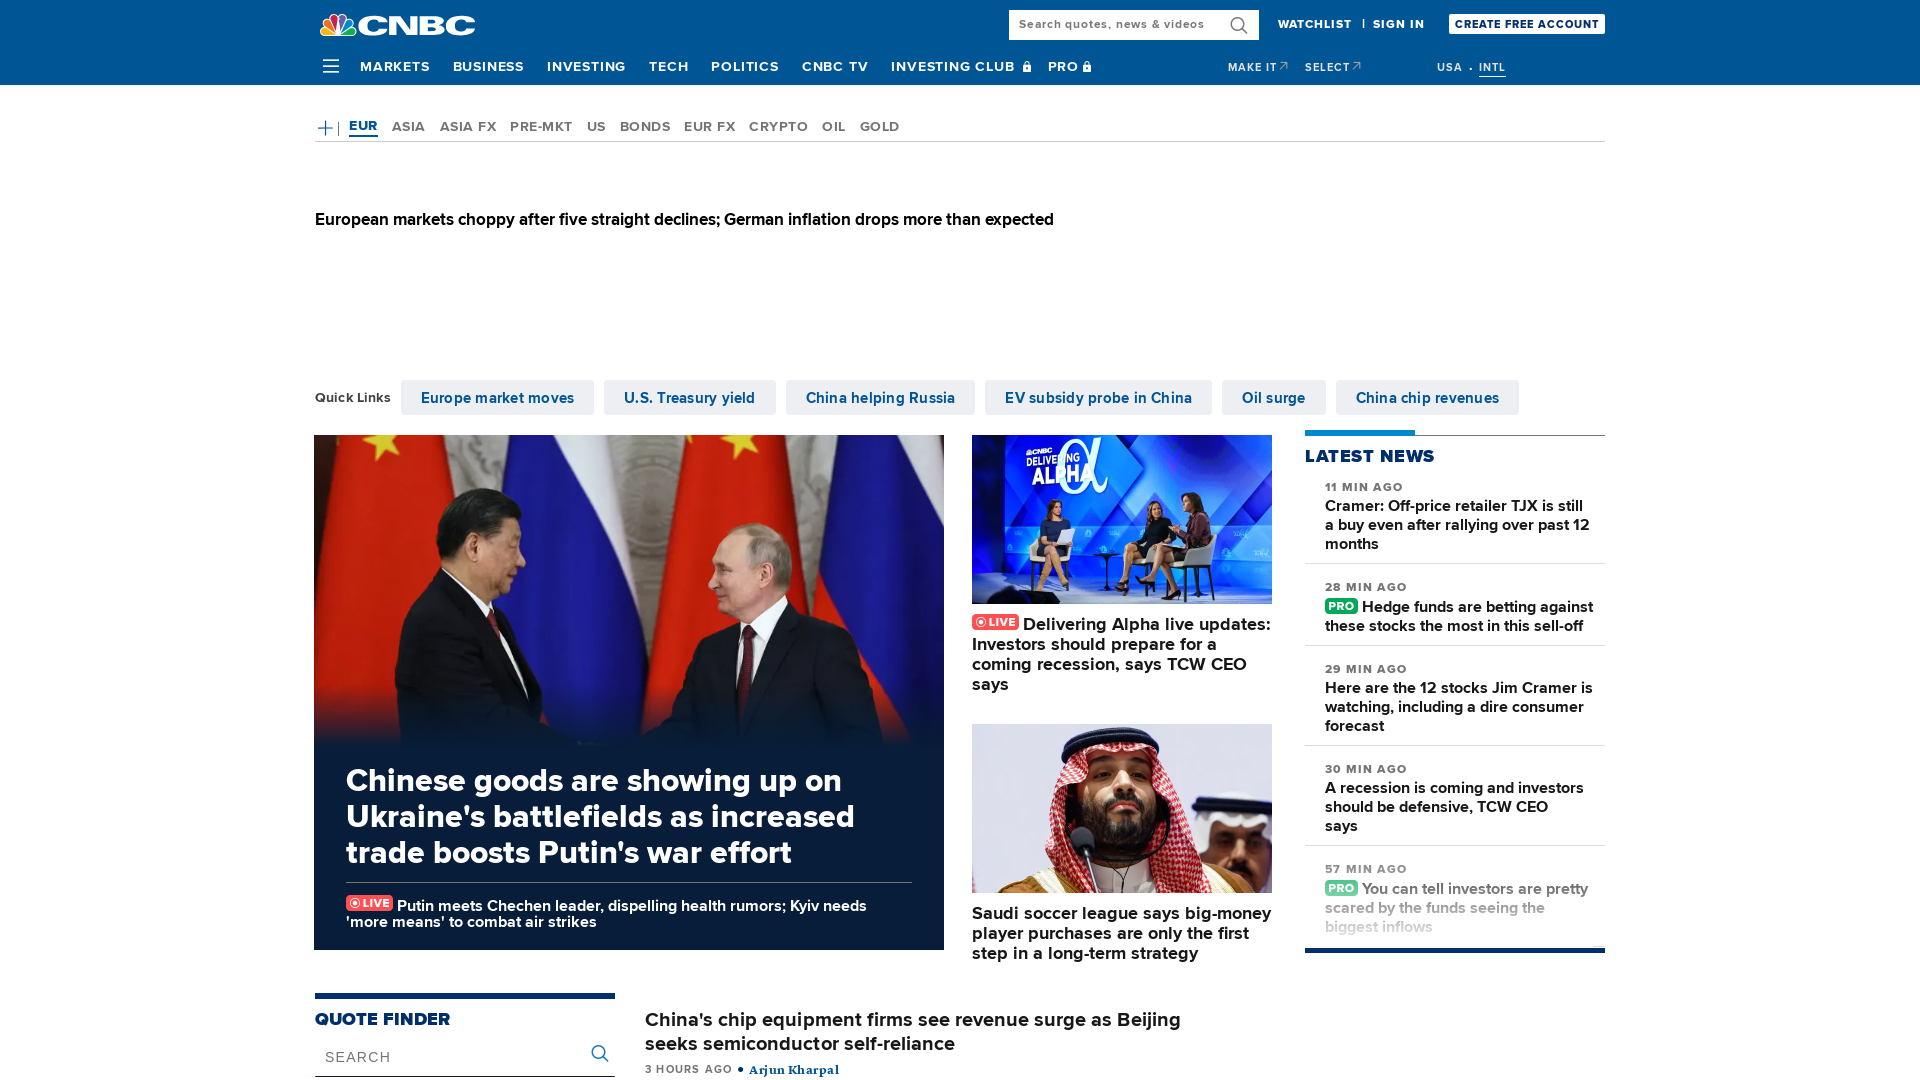 CNBC
Search quotes, news & videos
WATCHLIST | SIGN IN
CREATE FREE ACCOUNT
MARKETS BUSINESS INVESTING TECH POLITICS CNBC TV INVESTING CLUB PRO
MAKE IT SELECT
USA • INTL
EUR ASIA ASIA FX PRE-MKT US BONDS EUR FX CRYPTO OIL GOLD
European markets choppy after five straight declines; German inflation drops more than expected
Quick Links
Europe market moves
U.S. Treasury yield
China helping Russia
EV subsidy probe in China
Oil surge
China chip revenues
Chinese goods are showing up on
Ukraine's battlefields as increased
trade boosts Putin's war effort
LIVE Putin meets Chechen leader, dispelling health rumors; Kyiv needs
'more means' to combat air strikes
CNBC
DELIVERING
ALPHA
LIVE Delivering Alpha live updates:
Investors should prepare for a
coming recession, says TCW CEO
says
Saudi soccer league says big-money
player purchases are only the first
step in a long-term strategy
LATEST NEWS
11 MIN AGO
Cramer: Off-price retailer TJX is still
a buy even after rallying over past 12
months
28 MIN AGO
PRO Hedge funds are betting against
these stocks the most in this sell-off
29 MIN AGO
Here are the 12 stocks Jim Cramer is
watching, including a dire consumer
forecast
30 MIN AGO
A recession is coming and investors
should be defensive, TCW CEO
says
57 MIN AGO
PRO You can tell investors are pretty
scared by the funds seeing the
biggest inflows
QUOTE FINDER
SEARCH
China's chip equipment firms see revenue surge as Beijing
seeks semiconductor self-reliance
3 HOURS AGO • Arjun Kharpal